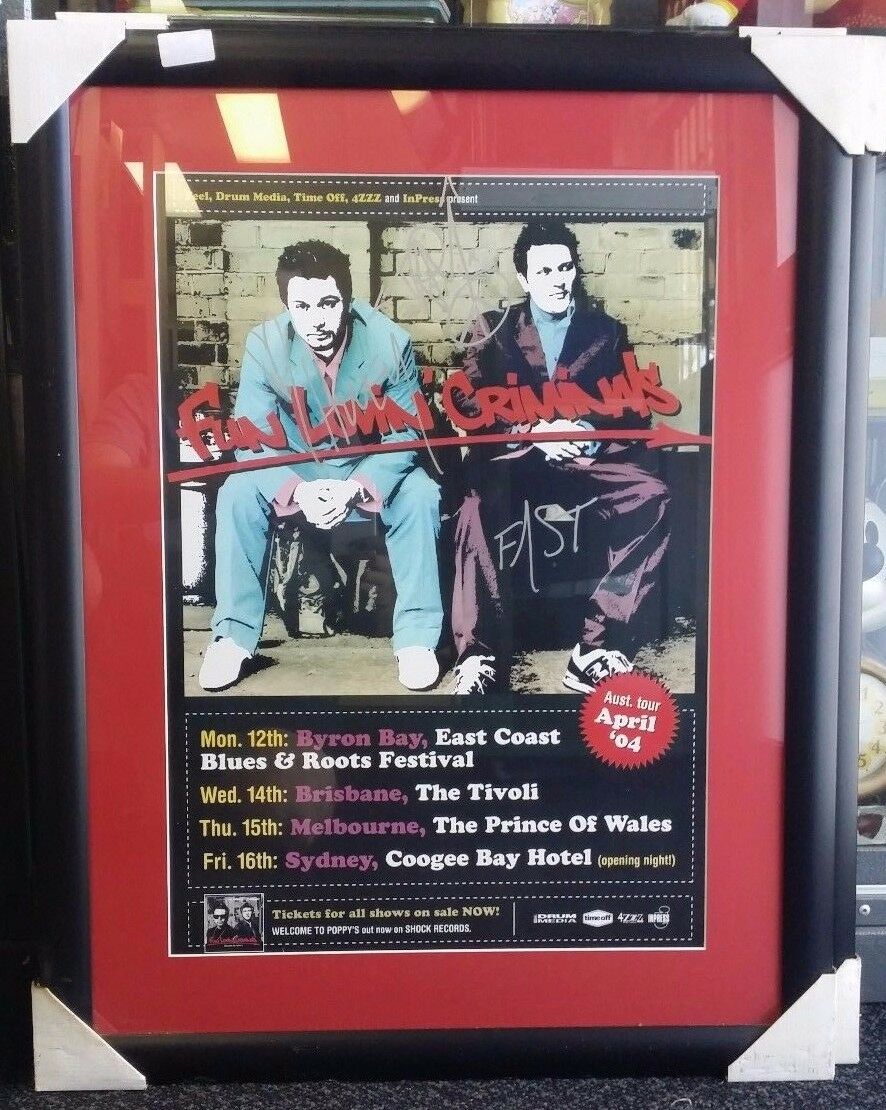 Drum Media, Time Off, 4ZZZ and InPress present
Fun Lovin' Criminals
FAST
Aust. tour
April
'04
Mon. 12th: Byron Bay, East Coast
Blues & Roots Festival
Wed. 14th: Brisbane, The Tivoli
Thu. 15th: Melbourne, The Prince Of Wales
Fri. 16th: Sydney, Coogee Bay Hotel (opening night!)
Tickets for all shows on sale NOW!
WELCOME TO POPPY'S out now on SHOCK RECORDS.
DRUM
MEDIA
time off
4ZZZ
INPRESS